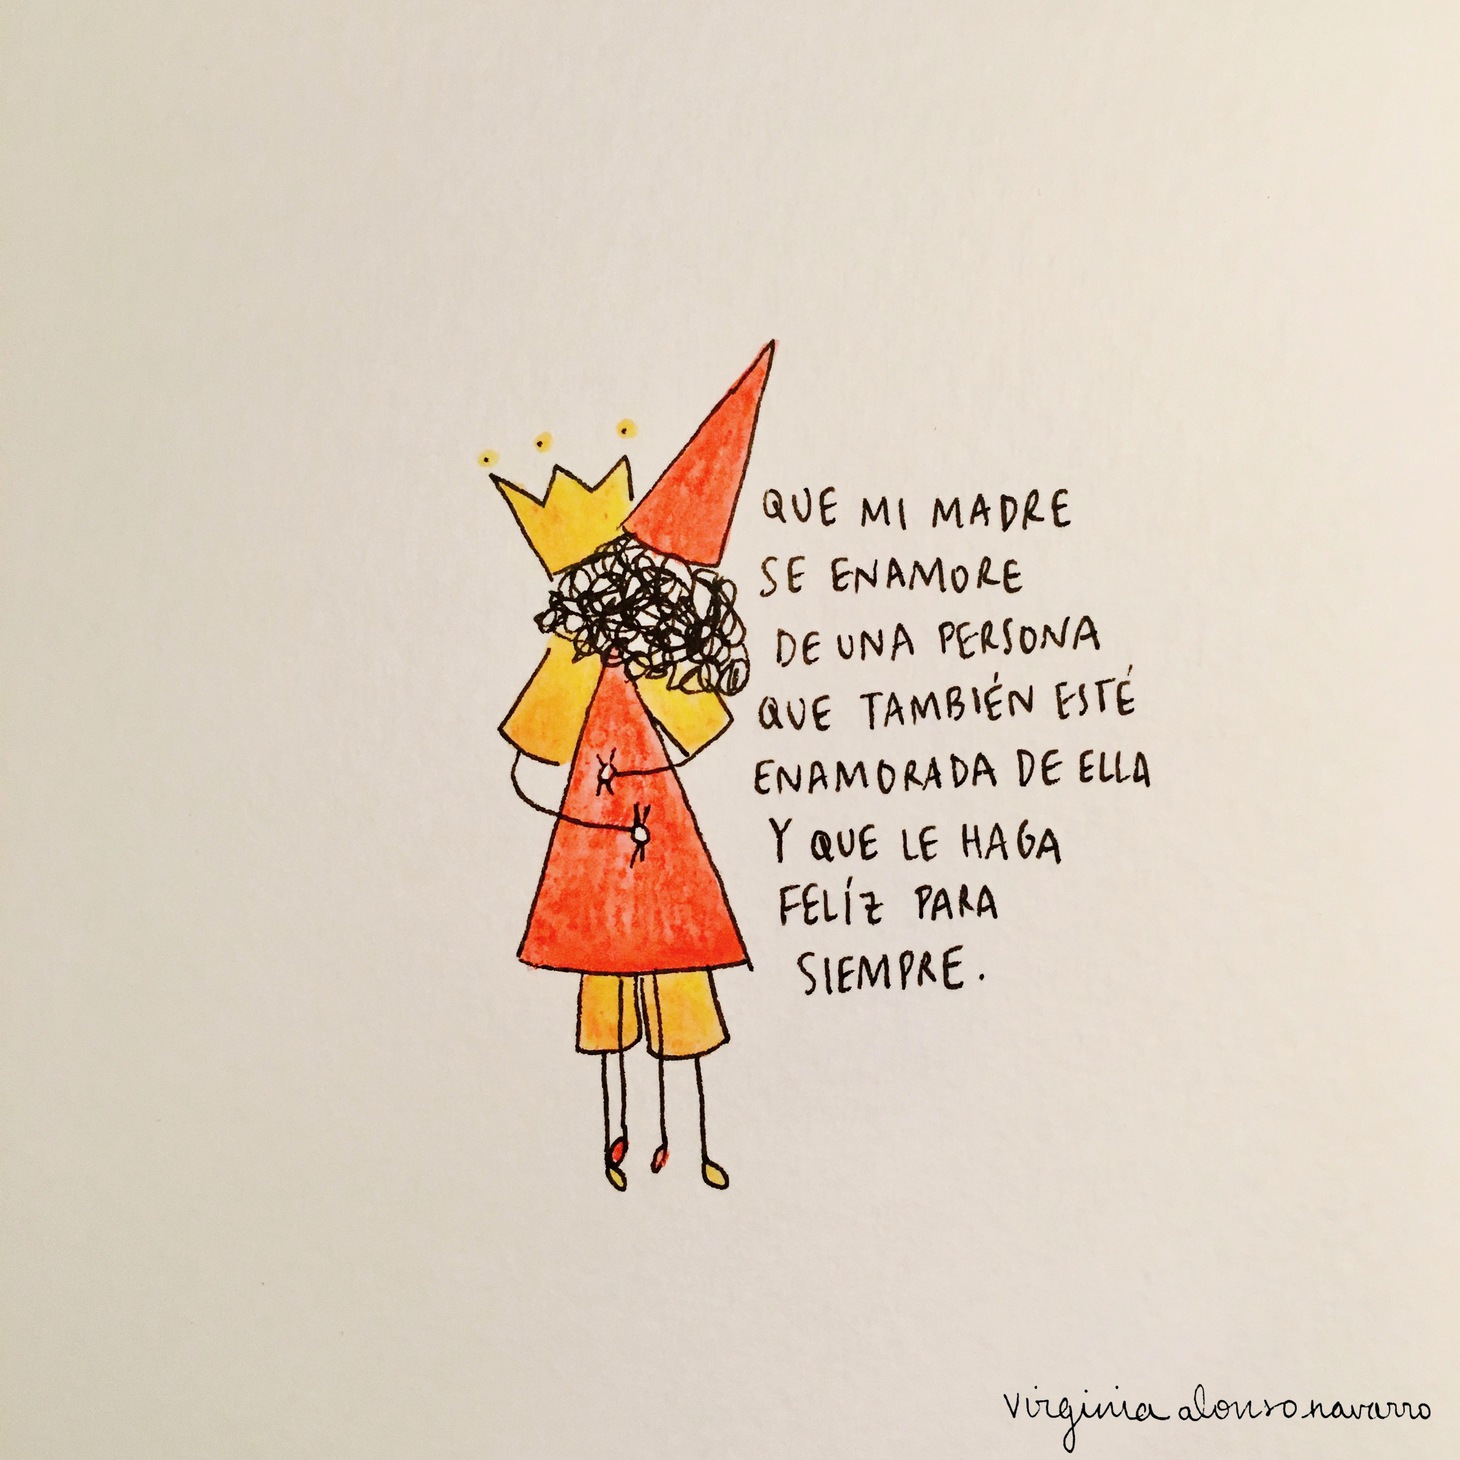 QUE MI MADRE
SE ENAMORE
DE UNA PERSONA
QUE TAMBIÉN ESTÉ
ENAMORADA DE ELLA
Y QUE LE HAGA
FELÍZ PARA
SIEMPRE.
Virginia alonso navarro